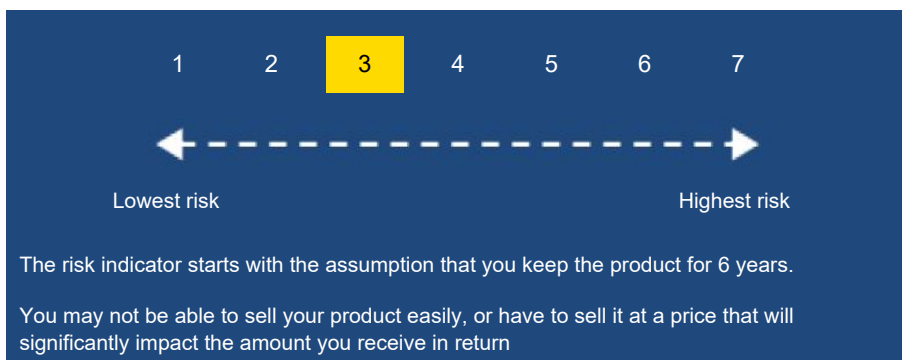 1 2 3 4 5 6 7
Lowest risk Highest risk
The risk indicator starts with the assumption that you keep the product for 6 years.
You may not be able to sell your product easily, or have to sell it at a price that will
significantly impact the amount you receive in return